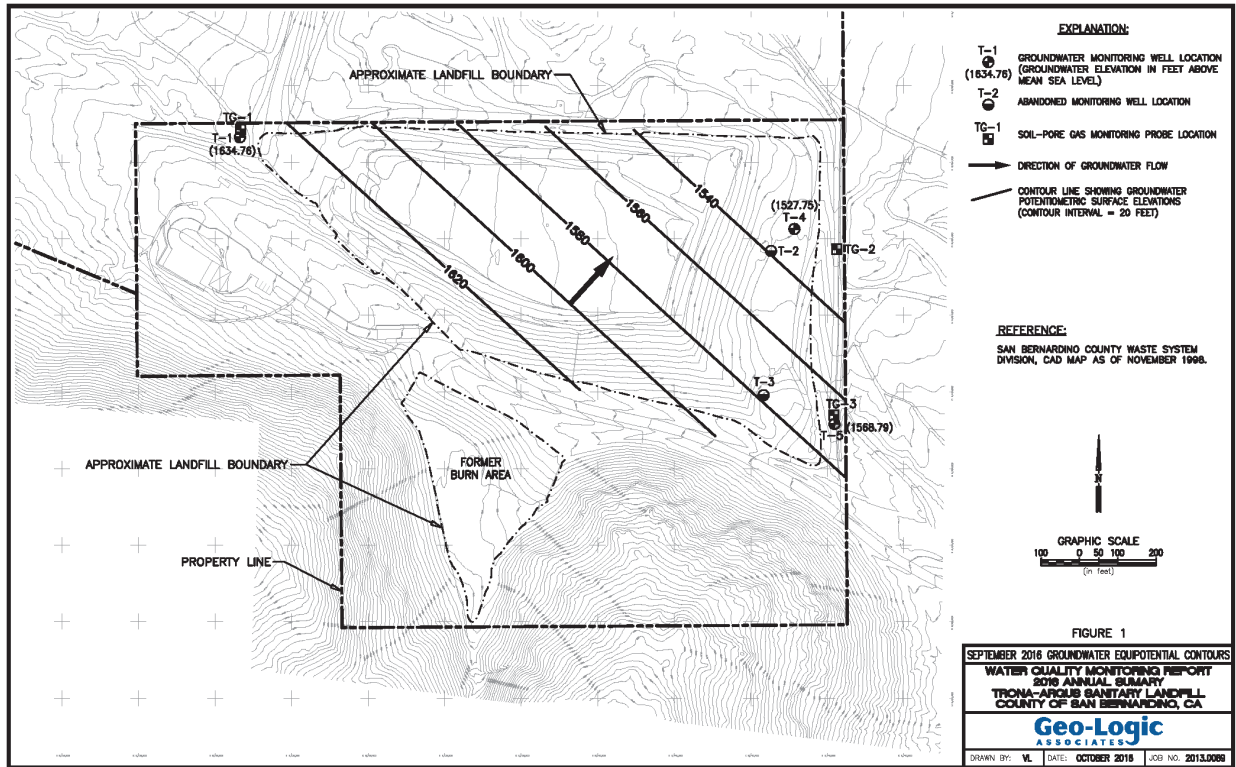 APPROXIMATE LANDFILL BOUNDARY
TG-1
T-1
(1634.76)
1540
1560
1580
1600
1620
(1527.75)
T-4
T-2
TG-2
T-3
TG-3
(1568.79)
T-5
APPROXIMATE LANDFILL BOUNDARY
FORMER
BURN AREA
PROPERTY LINE
EXPLANATION:
T-1
(1634.76)
GROUNDWATER MONITORING WELL LOCATION
(GROUNDWATER ELEVATION IN FEET ABOVE
MEAN SEA LEVEL)
T-2
ABANDONED MONITORING WELL LOCATION
TG-1
SOIL-PORE GAS MONITORING PROBE LOCATION
DIRECTION OF GROUNDWATER FLOW
CONTOUR LINE SHOWING GROUNDWATER
POTENTIOMETRIC SURFACE ELEVATIONS
(CONTOUR INTERVAL = 20 FEET)
REFERENCE:
SAN BERNARDINO COUNTY WASTE SYSTEM
DIVISION, CAD MAP AS OF NOVEMBER 1998.
N
GRAPHIC SCALE
100 0 50 100 200
(in feet)
FIGURE 1
SEPTEMBER 2016 GROUNDWATER EQUIPOTENTIAL CONTOURS
WATER QUALITY MONITORING REPORT
2016 ANNUAL SUMARY
TRONA-ARGUS SANITARY LANDFILL
COUNTY OF SAN BERNARDINO, CA
Geo-Logic
ASSOCIATES
DRAWN BY: VL DATE: OCTOBER 2016 JOB NO. 2013.0069